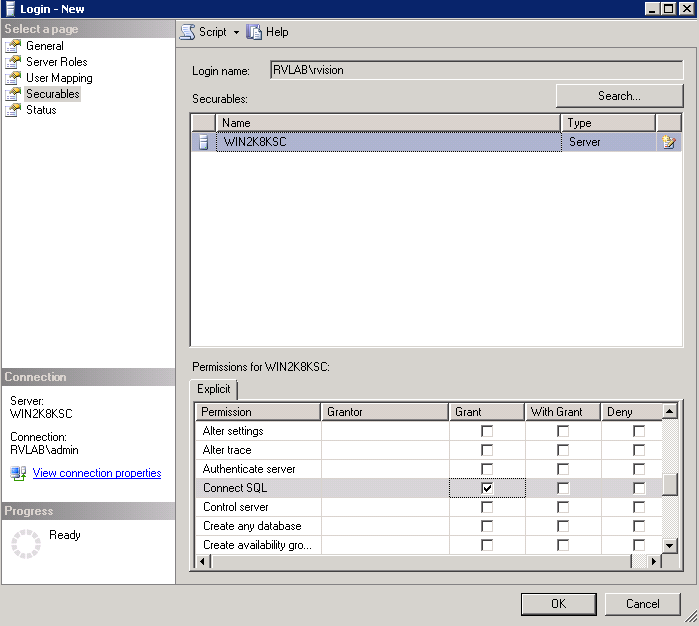 Login - New
Select a page
General
Server Roles
User Mapping
Securables
Status
Script
Help
Login name: RVLAB\rvision
Securables:
Search...
Name Type
WIN2K8KSC Server
Permissions for WIN2K8KSC:
Explicit
Permission Grantor Grant With Grant Deny
Alter settings
Alter trace
Authenticate server
Connect SQL
Control server
Create any database
Create availability gro...
Connection
Server:
WIN2K8KSC
Connection:
RVLAB\admin
View connection properties
Progress
Ready
OK
Cancel